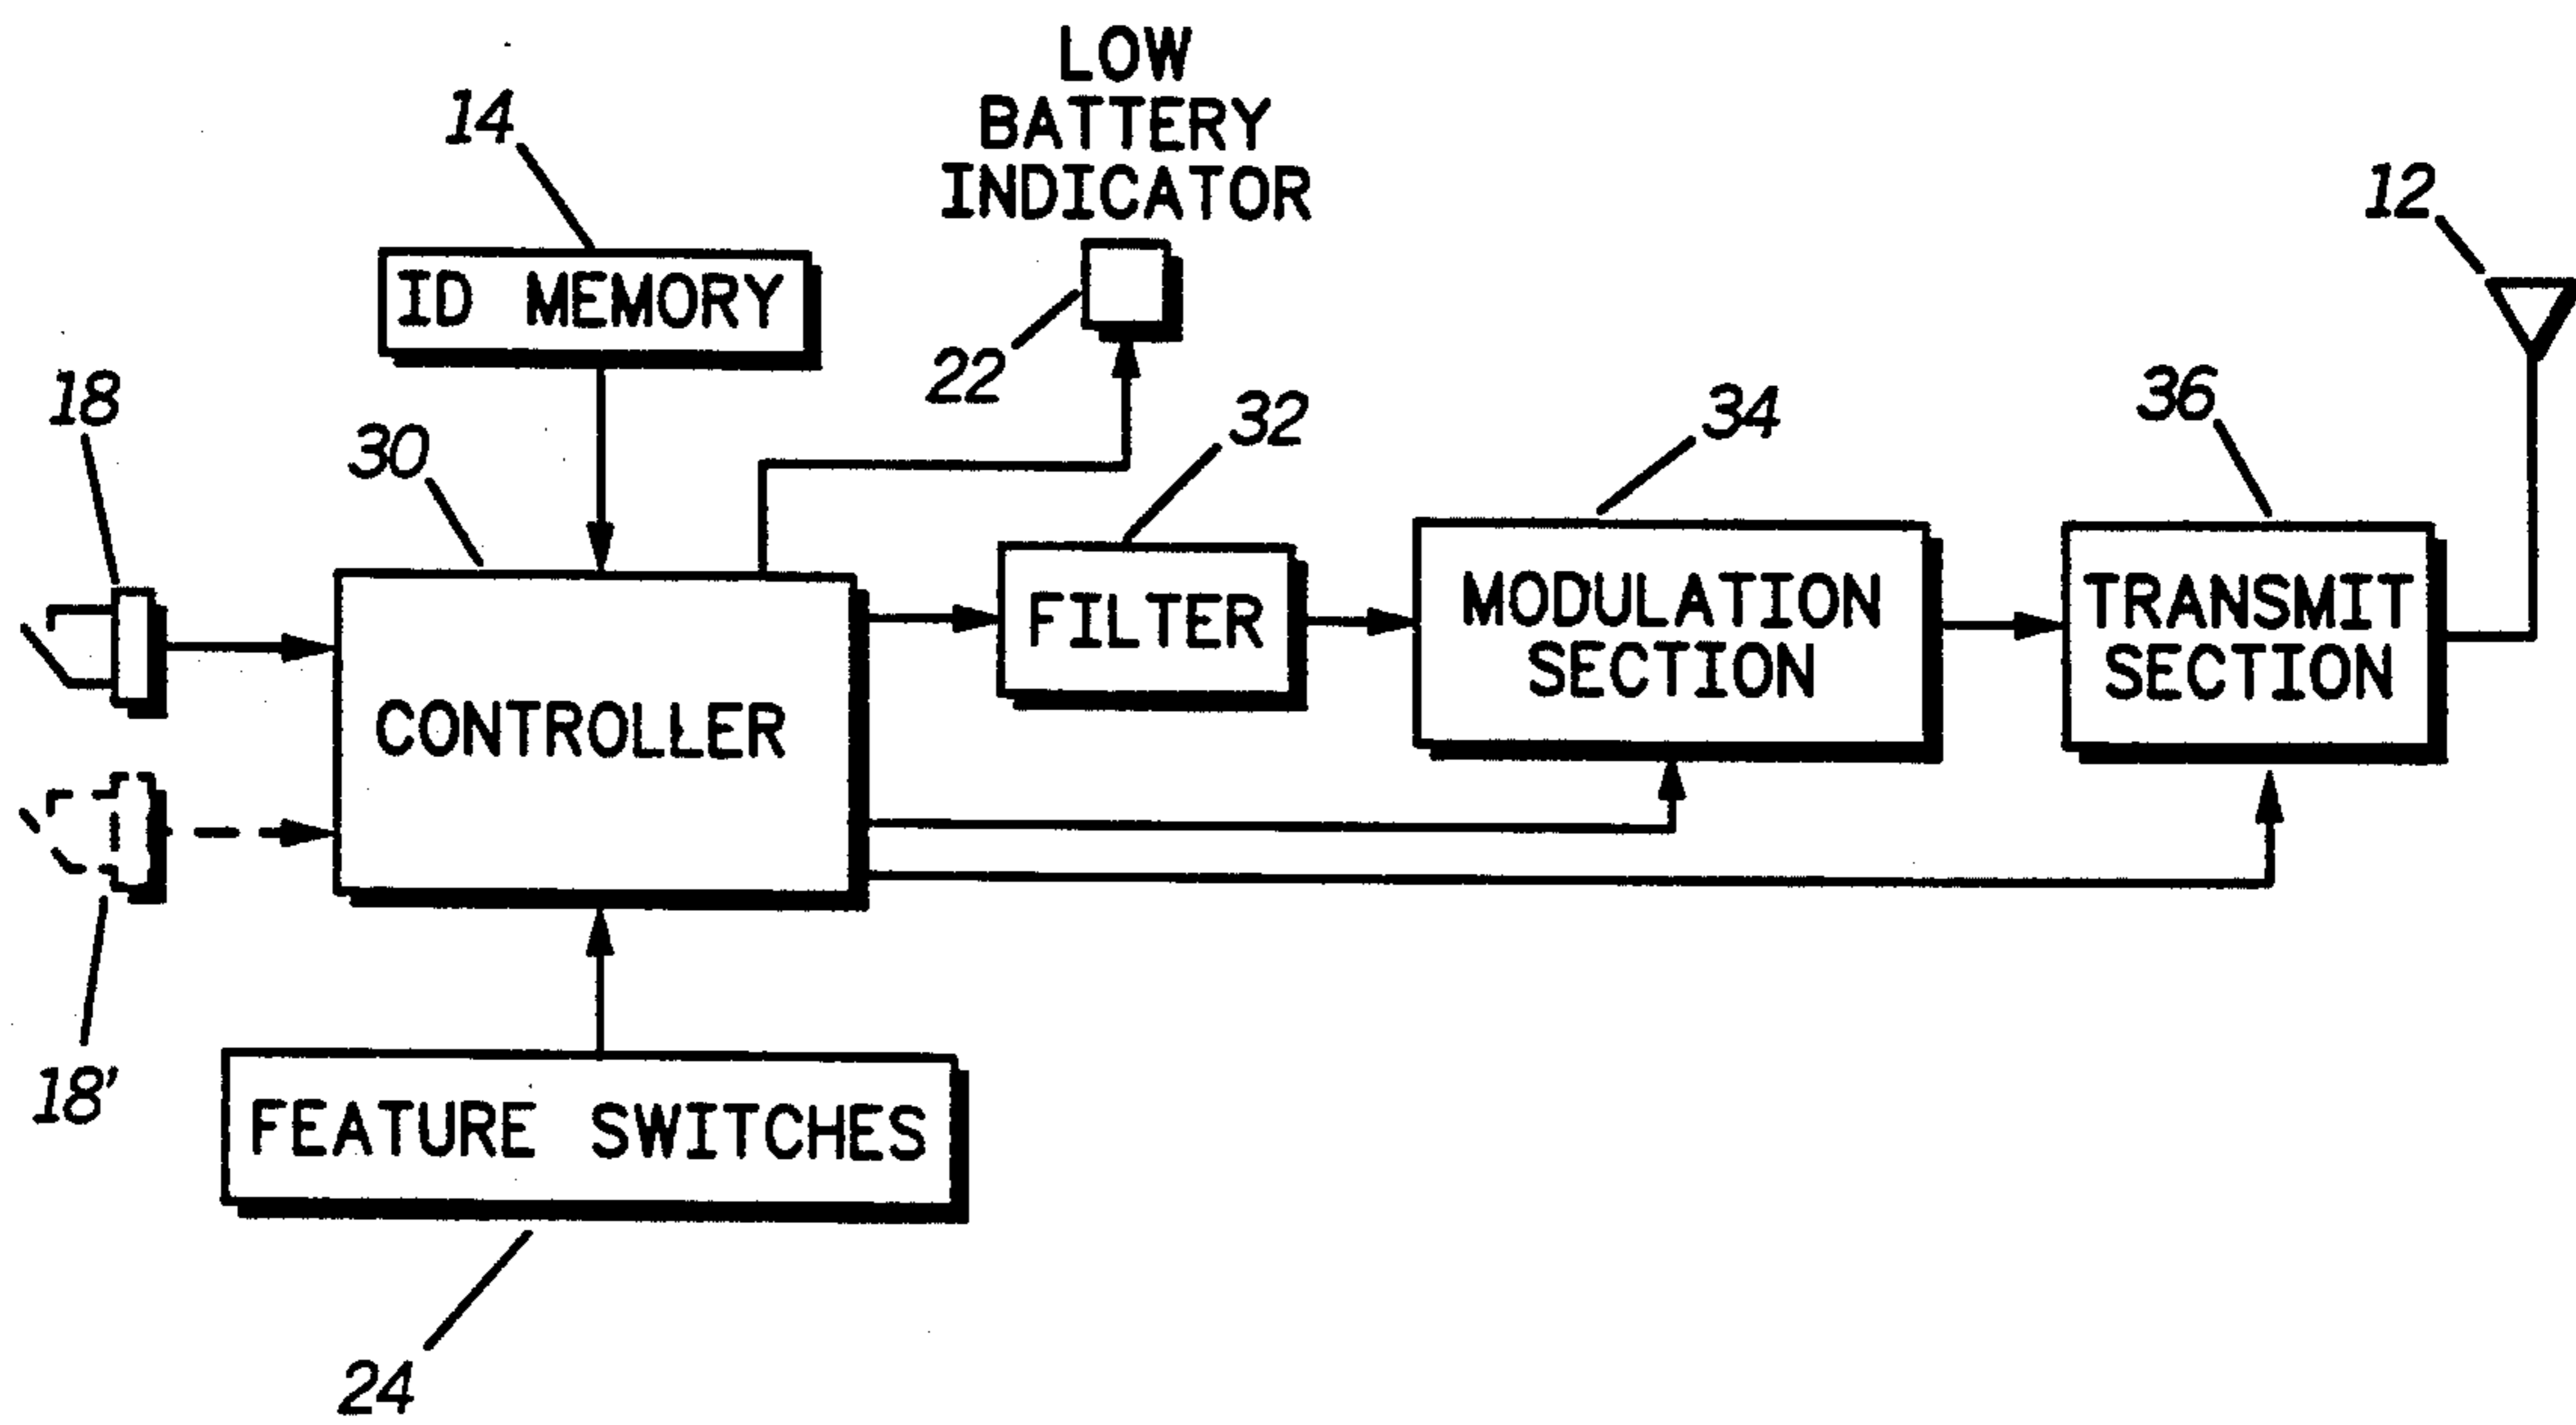 LOW
BATTERY
INDICATOR
14
12
ID MEMORY
22
18
30
32
34
36
FILTER
MODULATION
SECTION
TRANSMIT
SECTION
CONTROLLER
18'
FEATURE SWITCHES
24